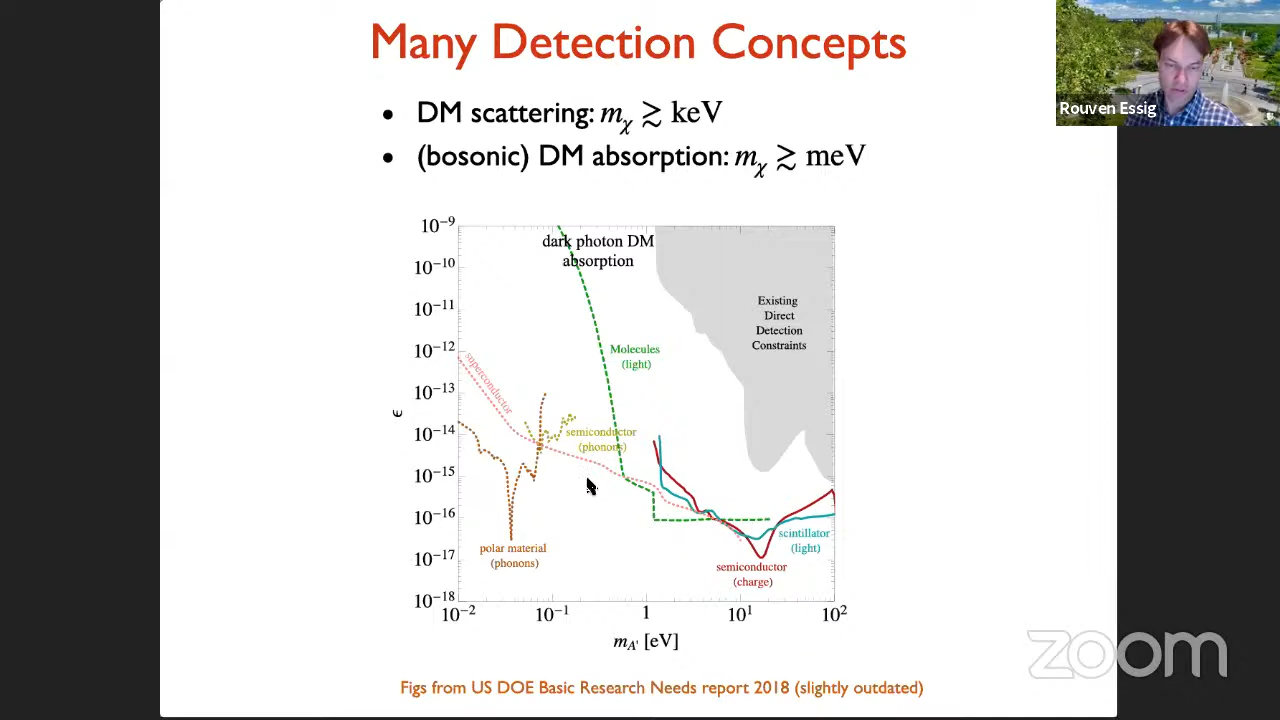 Many Detection Concepts
Rouven Essig
• DM scattering: mχ ≳ keV
• (bosonic) DM absorption: mχ ≳ meV
10⁻⁹
10⁻¹⁰
10⁻¹¹
10⁻¹²
10⁻¹³
10⁻¹⁴
10⁻¹⁵
10⁻¹⁶
10⁻¹⁷
10⁻¹⁸
ϵ
dark photon DM
absorption
Existing
Direct
Detection
Constraints
Molecules
(light)
superconductor
semiconductor
(phonons)
polar material
(phonons)
scintillator
(light)
semiconductor
(charge)
10⁻² 10⁻¹ 1 10¹ 10²
mA′ [eV]
zoom
Figs from US DOE Basic Research Needs report 2018 (slightly outdated)